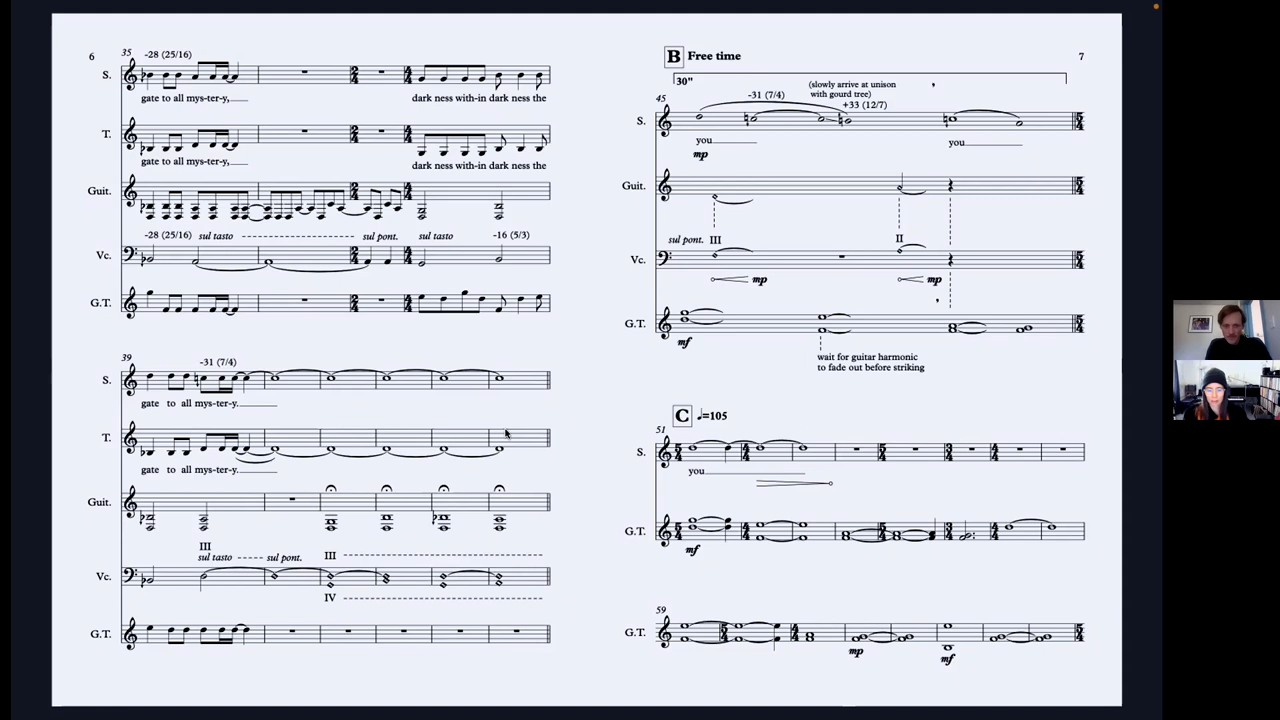 6
35
-28 (25/16)
S.
gate to all mys-ter-y,
dark ness with-in dark ness the
T.
gate to all mys-ter-y,
dark ness with-in dark ness the
Guit.
-28 (25/16) sul tasto sul pont. sul tasto -16 (5/3)
Vc.
G.T.
39
-31 (7/4)
S.
gate to all mys-ter-y.
T.
gate to all mys-ter-y.
Guit.
III
sul tasto sul pont. III
Vc.
IV
G.T.
B Free time
7
30"
(slowly arrive at unison
with gourd tree)
-31 (7/4)
+33 (12/7)
45
S.
you
you
mp
Guit.
sul pont. III
II
Vc.
mp
mp
G.T.
mf
wait for guitar harmonic
to fade out before striking
C ♩=105
51
S.
you
G.T.
mf
59
G.T.
mp
mf